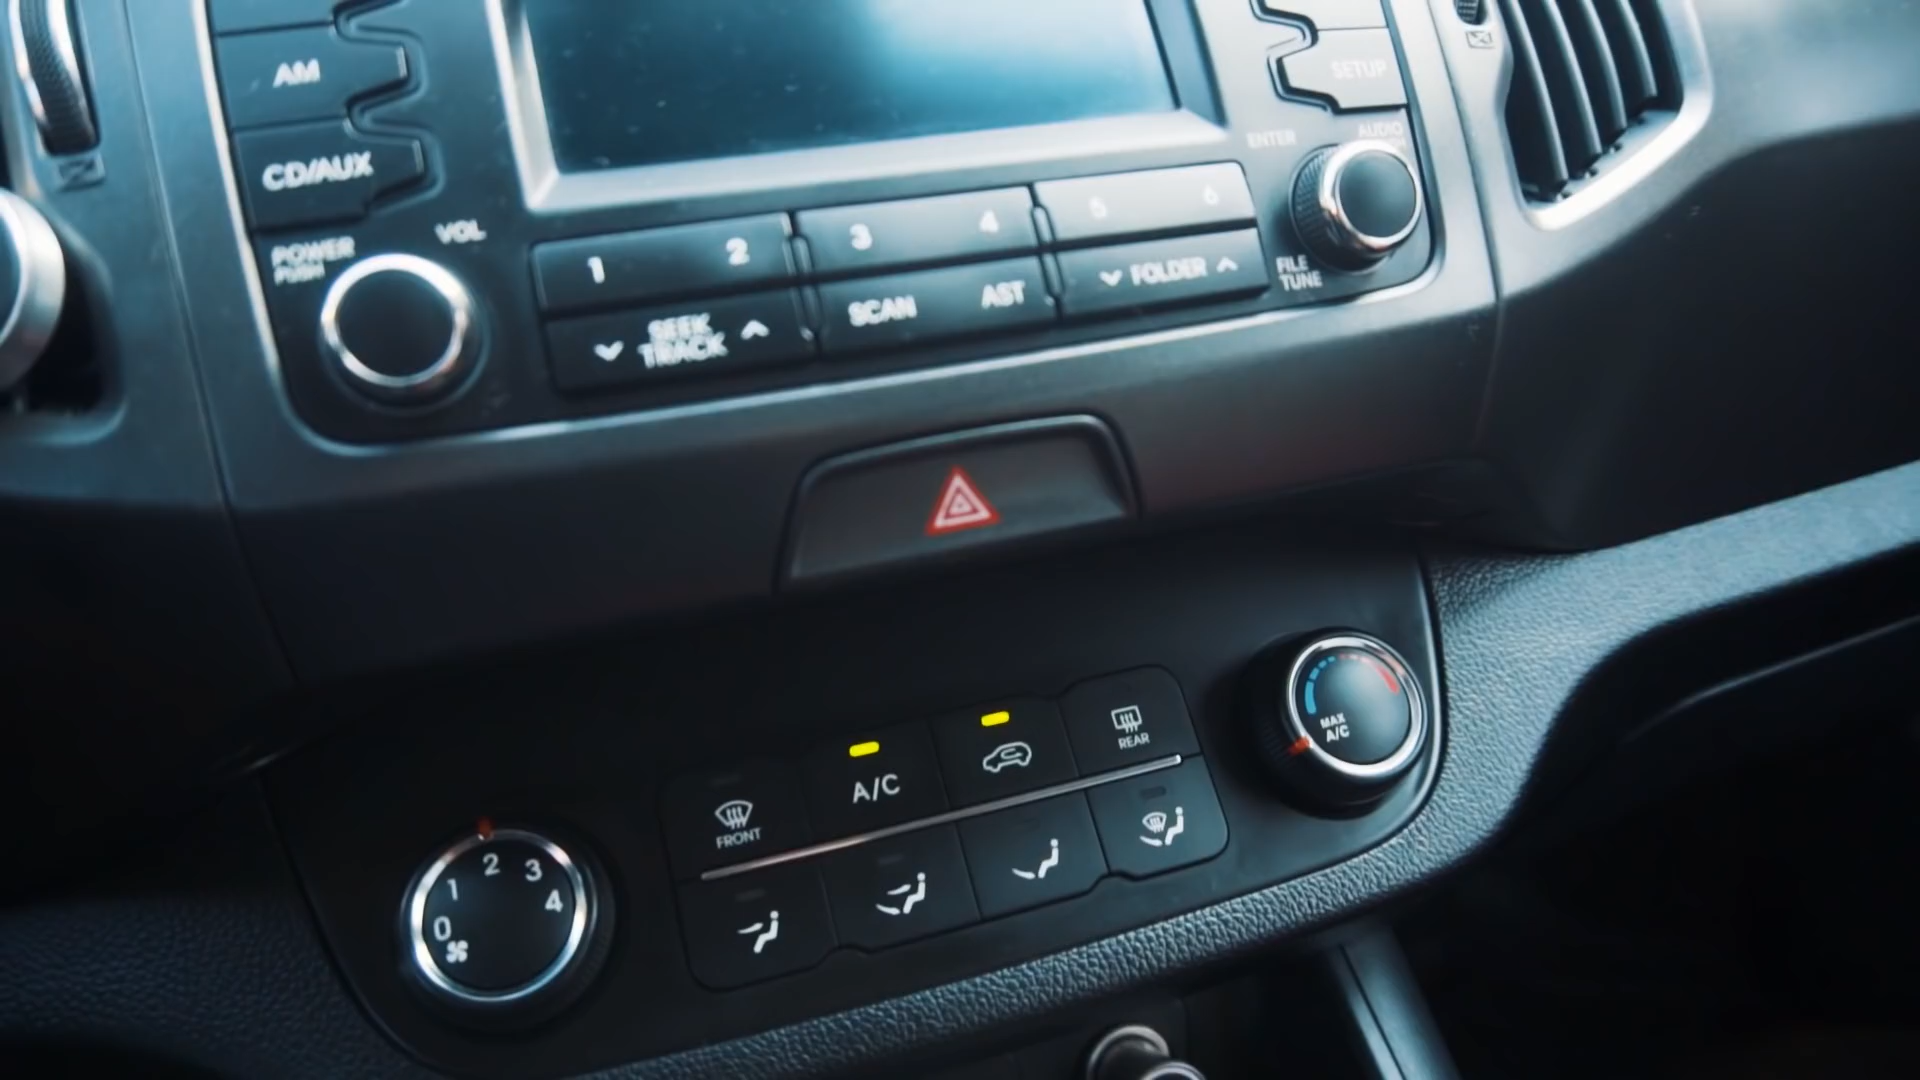 AM
SETUP
CD/AUX
ENTER
AUDIO
POWER
PUSH
VOL
1 2 3 4 5 6
SEEK
TRACK
SCAN AST
FOLDER
FILE
TUNE
MAX
A/C
REAR
A/C
FRONT
0 1 2 3 4